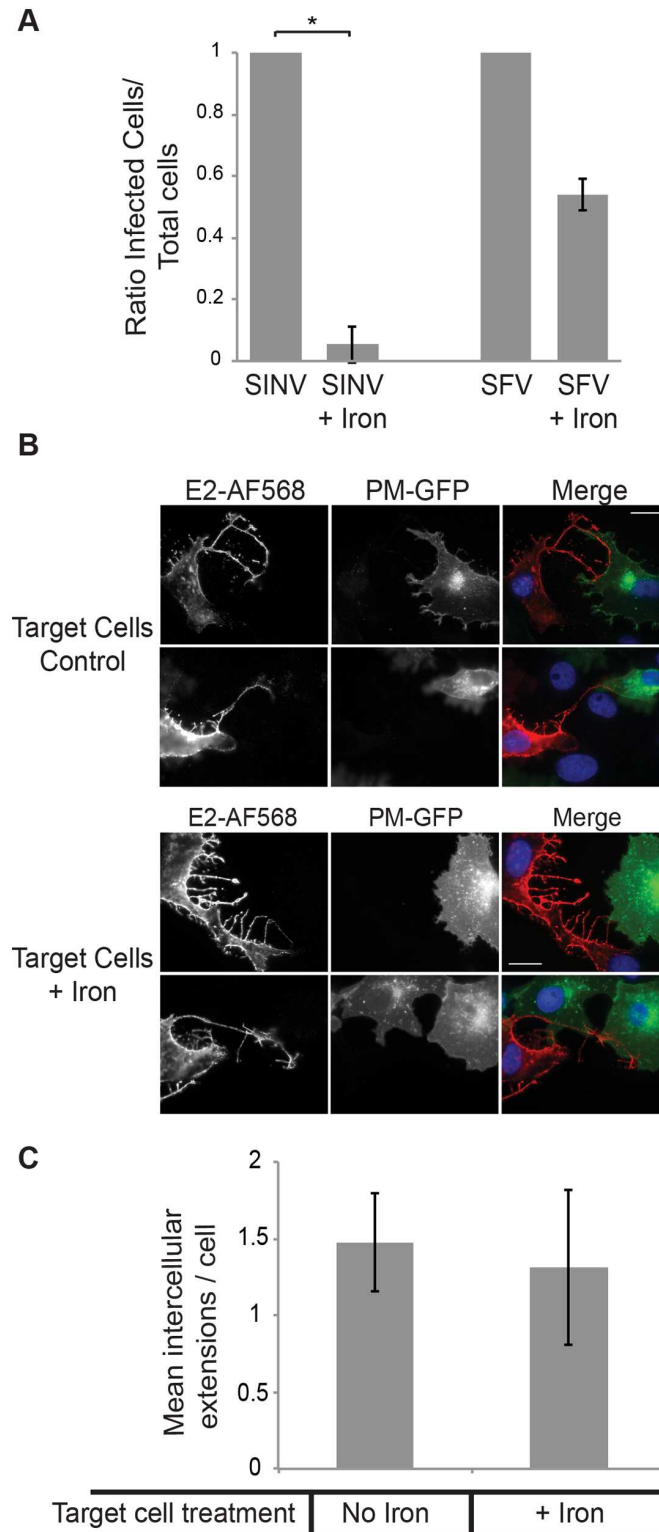 A
*
Ratio Infected Cells/
Total cells
1
0.8
0.6
0.4
0.2
0
SINV
SINV
+ Iron
SFV
SFV
+ Iron
B
E2-AF568
PM-GFP
Merge
Target Cells
Control
E2-AF568
PM-GFP
Merge
Target Cells
+ Iron
C
Mean intercellular
extensions / cell
2
1.5
1
0.5
0
Target cell treatment
No Iron
+ Iron